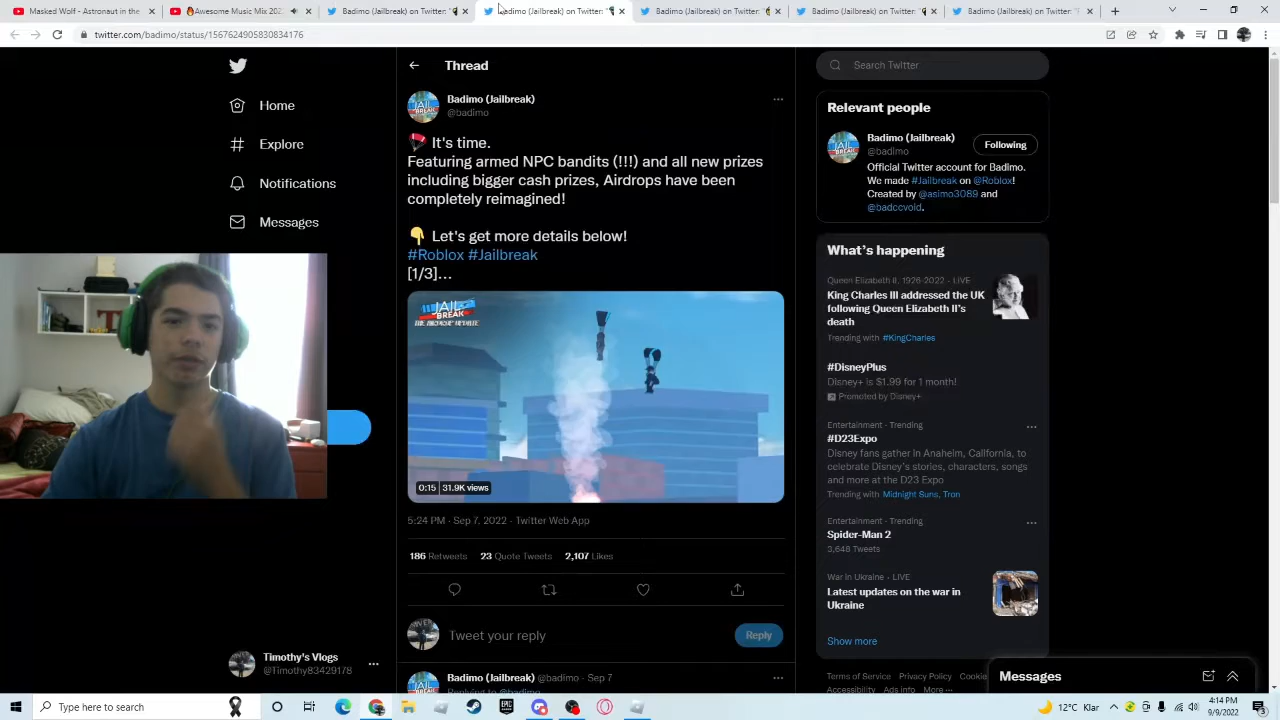 Masked Wolf - Astronaut in the
Awesome Music Mix 202
Badimo (Jailbreak) on Twitter: "
Badimo (Jailbreak) on Twitter: "
Badimo (Jailbreak) on Twitter:
Badimo (Jailbreak) on Twitter: "
Badimo (Jailbreak) on Twitter: "
twitter.com/badimo/status/1567624905830834176
Home
Explore
Notifications
Messages
Timothy's Vlogs
@Timothy83429178
Thread
Badimo (Jailbreak)
@badimo
It's time.
Featuring armed NPC bandits (!!!) and all new prizes
including bigger cash prizes, Airdrops have been
completely reimagined!
Let's get more details below!
#Roblox #Jailbreak
[1/3]...
JAIL
BREAK
0:15 31.9K views
5:24 PM · Sep 7, 2022 · Twitter Web App
186 Retweets 23 Quote Tweets 2,107 Likes
Tweet your reply
Reply
Badimo (Jailbreak) @badimo · Sep 7
Replying to @badimo
Search Twitter
Relevant people
Badimo (Jailbreak)
@badimo
Following
Official Twitter account for Badimo.
We made #Jailbreak on @Roblox!
Created by @asimo3089 and
@badccvoid.
What's happening
Queen Elizabeth II, 1926-2022 · LIVE
King Charles III addressed the UK
following Queen Elizabeth II's
death
Trending with #KingCharles
#DisneyPlus
Disney+ is $1.99 for 1 month!
Promoted by Disney+
Entertainment · Trending
#D23Expo
Disney fans gather in Anaheim, California, to
celebrate Disney's stories, characters, songs
and more at the D23 Expo
Trending with Midnight Suns, Tron
Entertainment · Trending
Spider-Man 2
3,648 Tweets
War in Ukraine · LIVE
Latest updates on the war in
Ukraine
Show more
Terms of Service Privacy Policy Cookie
Accessibility Ads info More ...
Messages
Type here to search
12°C Klar
4:14 PM
9/9/2022